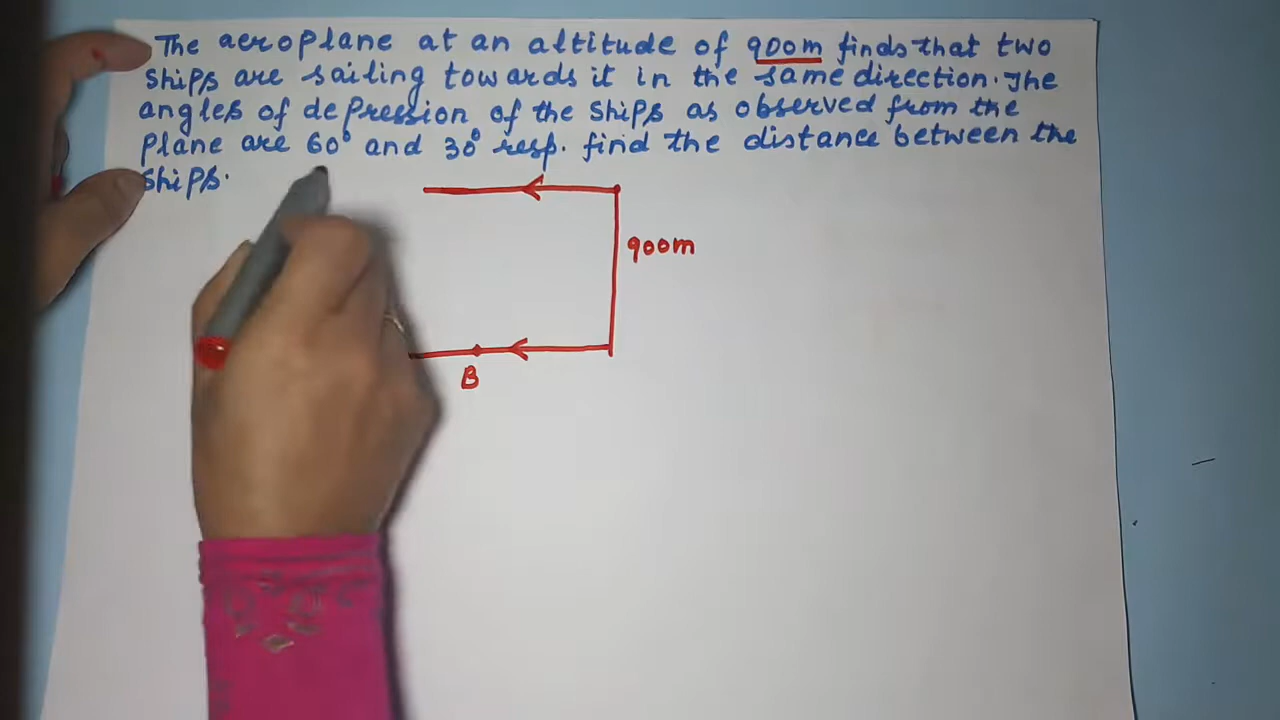 The aeroplane at an altitude of 900m finds that two
ships are sailing towards it in the same direction. The
angles of depression of the ships as observed from the
plane are 60° and 30° resp. find the distance between the
ships.
900m
B